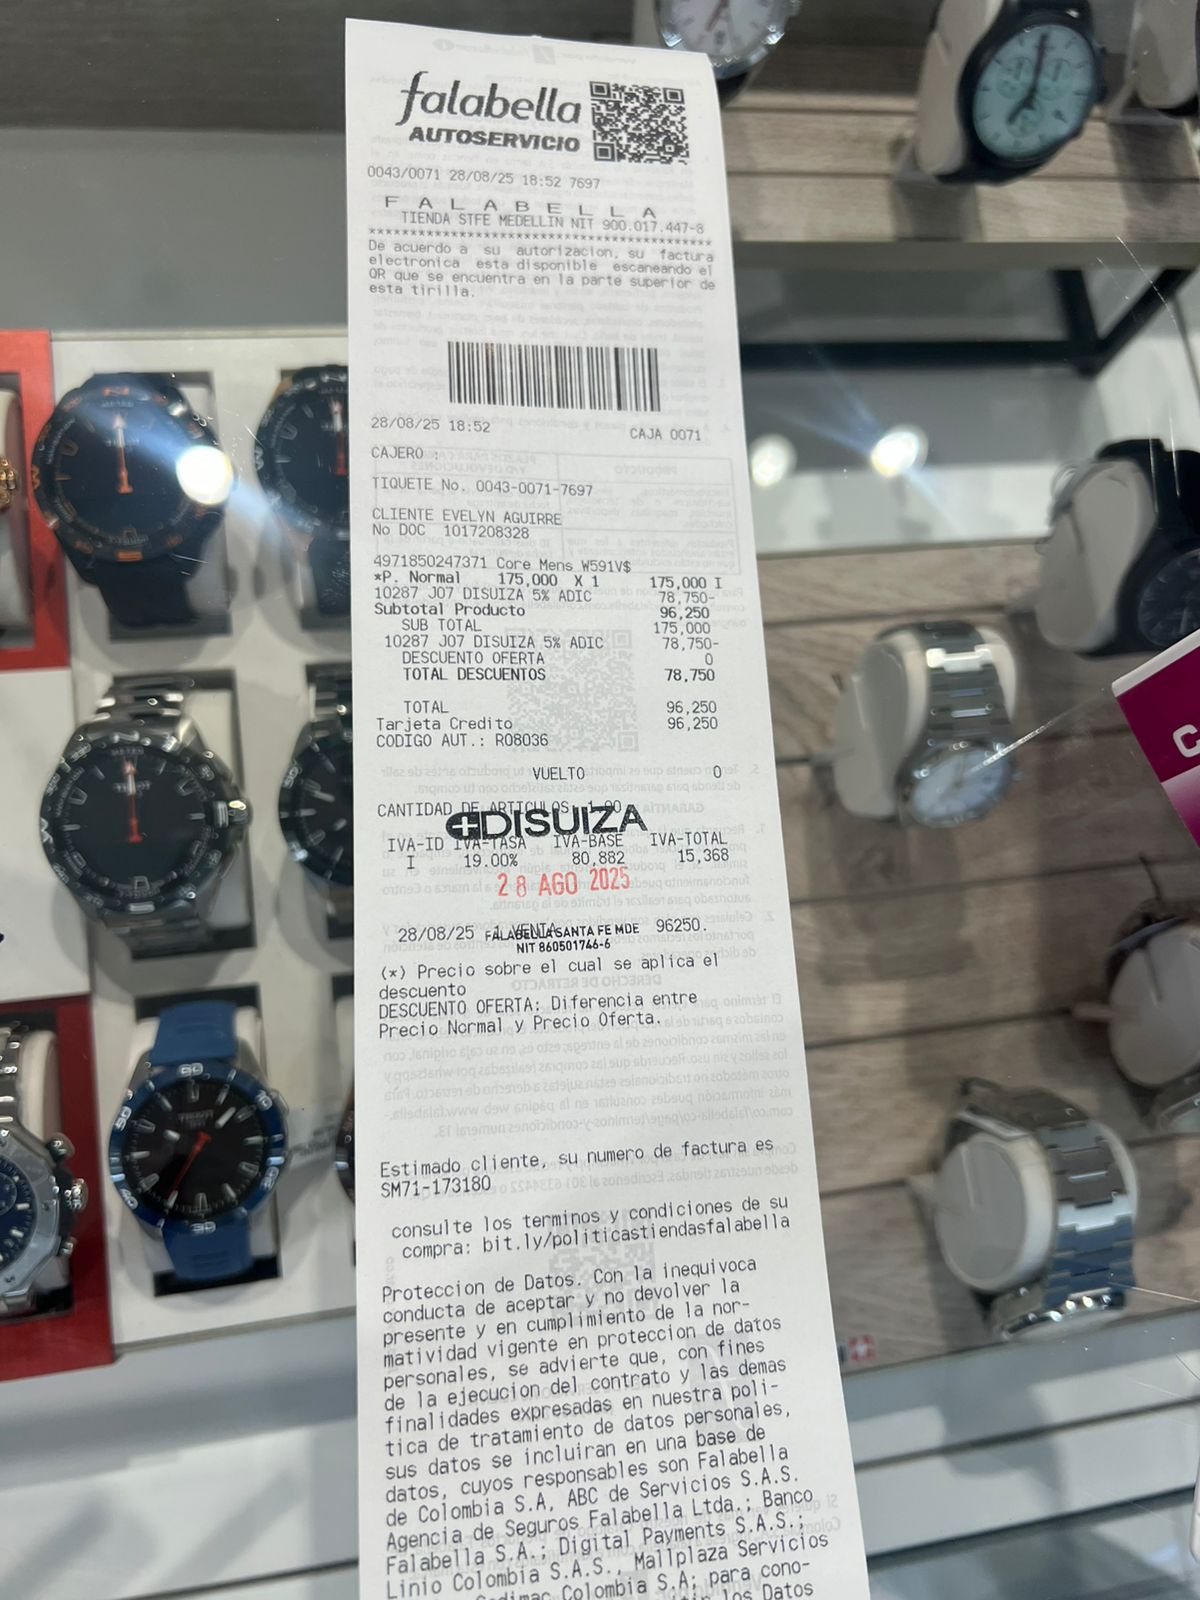 falabella
AUTOSERVICIO
0043/0071 28/08/25 18:52 7697
F A L A B E L L A
TIENDA STFE MEDELLIN NIT 900.017.447-8
****************************************
De acuerdo a su autorizacion, su factura
electronica esta disponible escaneando el
QR que se encuentra en la parte superior de
esta tirilla.
28/08/25 18:52 CAJA 0071
CAJERO
TIQUETE No. 0043-0071-7697
CLIENTE EVELYN AGUIRRE
No DOC 1017208328
4971850247371 Core Mens W591V$
*P. Normal 175,000 X 1 175,000 I
10287 J07 DISUIZA 5% ADIC 78,750-
Subtotal Producto 96,250
SUB TOTAL 175,000
10287 J07 DISUIZA 5% ADIC 78,750-
DESCUENTO OFERTA 0
TOTAL DESCUENTOS 78,750
TOTAL 96,250
Tarjeta Credito 96,250
CODIGO AUT.: R08036
VUELTO 0
CANTIDAD DE ARTICULOS 1.00
DISUIZA
IVA-ID IVA-TASA IVA-BASE IVA-TOTAL
I 19.00% 80,882 15,368
28 AGO 2025
28/08/25 1 VENTA 96250.
FALABELLA SANTA FE MDE
NIT 860501746-6
(*) Precio sobre el cual se aplica el
descuento
DESCUENTO OFERTA: Diferencia entre
Precio Normal y Precio Oferta.
Estimado cliente, su numero de factura es
SM71-173180
consulte los terminos y condiciones de su
compra: bit.ly/politicastiendasfalabella
Proteccion de Datos. Con la inequivoca
conducta de aceptar y no devolver la
presente y en cumplimiento de la nor-
matividad vigente en proteccion de datos
personales, se advierte que, con fines
de la ejecucion del contrato y las demas
finalidades expresadas en nuestra poli-
tica de tratamiento de datos personales,
sus datos se incluiran en una base de
datos, cuyos responsables son Falabella
de Colombia S.A, ABC de Servicios S.A.S.
Agencia de Seguros Falabella Ltda.; Banco
Falabella S.A.; Digital Payments S.A.S.;
Linio Colombia S.A.S., Mallplaza Servicios
Colombia S.A; para cono-
los Datos